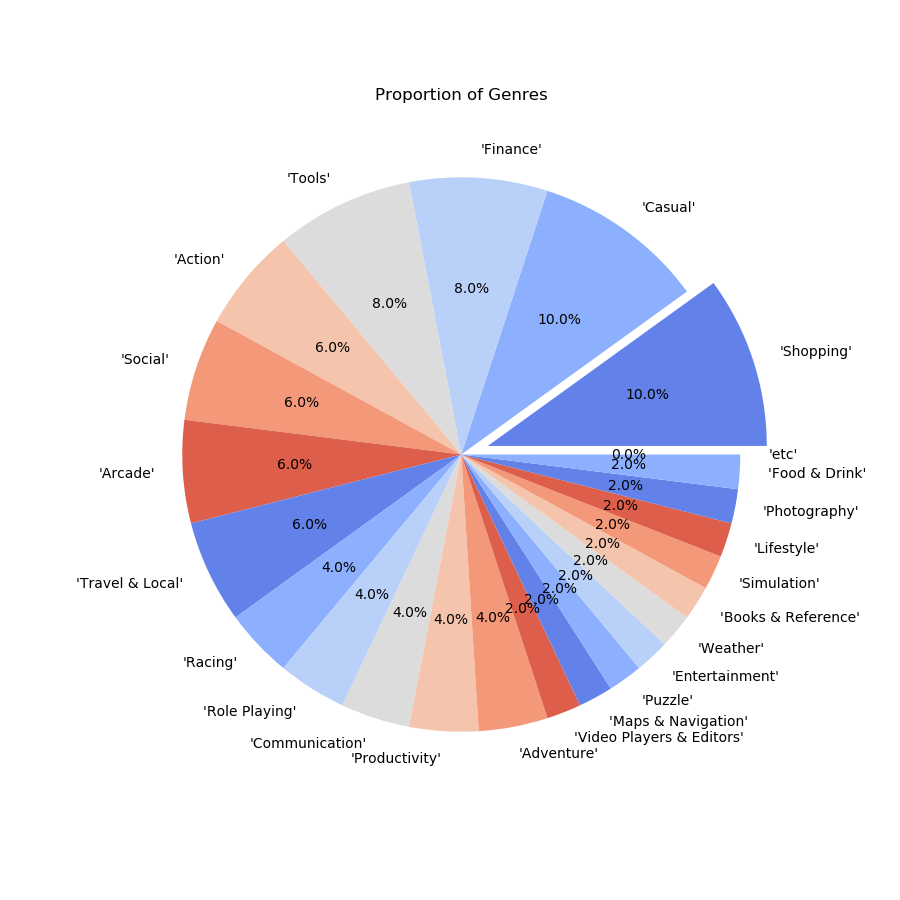 Proportion of Genres
'Finance'
'Tools'
'Casual'
'Action'
'Shopping'
'Social'
'Arcade'
'etc'
'Food & Drink'
'Photography'
'Lifestyle'
'Travel & Local'
'Simulation'
'Books & Reference'
'Weather'
'Racing'
'Entertainment'
'Puzzle'
'Role Playing'
'Maps & Navigation'
'Video Players & Editors'
'Communication'
'Adventure'
'Productivity'
8.0%
8.0%
10.0%
6.0%
10.0%
6.0%
6.0%
0.0%
2.0%
2.0%
2.0%
6.0%
2.0%
2.0%
2.0%
4.0%
2.0%
2.0%
4.0%
2.0%
2.0%
4.0%
4.0%
4.0%